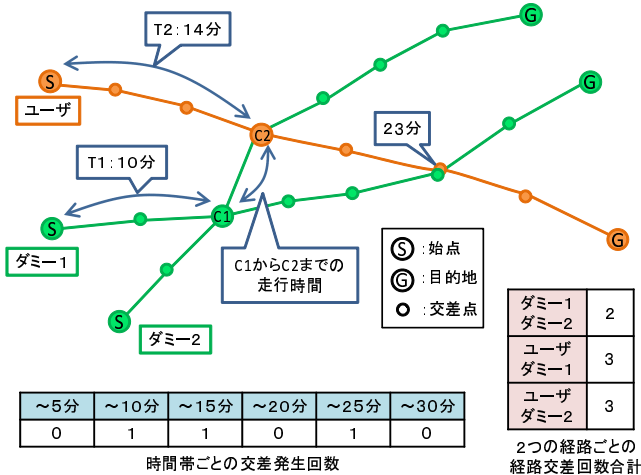 T2：14分
G
S
ユーザ
C2
G
23分
T1：10分
C1
S
ダミー1
C1からC2までの
走行時間
S ：始点
G ：目的地
：交差点
G
S
ダミー2
ダミー1
ダミー2
2
ユーザ
ダミー1
3
ユーザ
ダミー2
3
2つの経路ごとの
経路交差回数合計
～5分 ～10分 ～15分 ～20分 ～25分 ～30分
0 1 1 0 1 0
時間帯ごとの交差発生回数